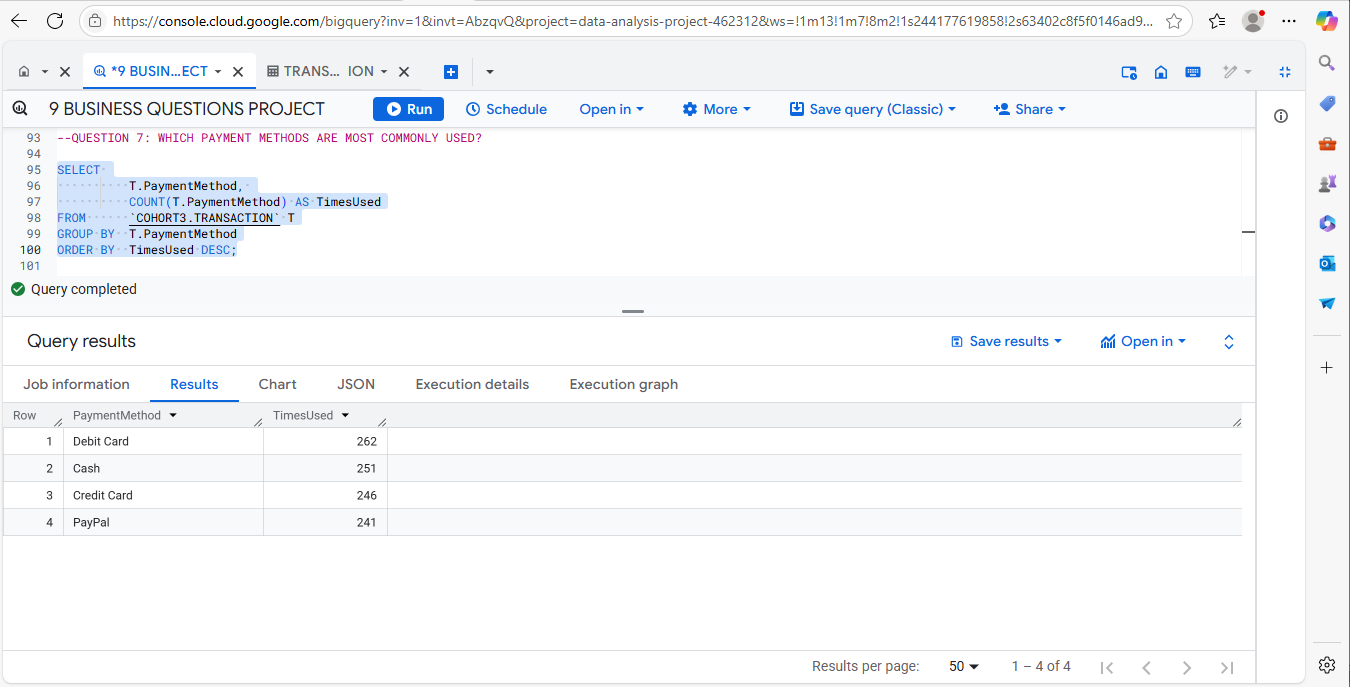 https://console.cloud.google.com/bigquery?inv=1&invt=AbzqvQ&project=data-analysis-project-462312&ws=!1m13!1m7!8m2!1s244177619858!2s63402c8f5f0146ad9...
*9 BUSIN...ECT
TRANS... ION
9 BUSINESS QUESTIONS PROJECT
Run
Schedule
Open in
More
Save query (Classic)
Share
93 --QUESTION 7: WHICH PAYMENT METHODS ARE MOST COMMONLY USED?
94
95 SELECT
96 T.PaymentMethod,
97 COUNT(T.PaymentMethod) AS TimesUsed
98 FROM `COHORT3.TRANSACTION` T
99 GROUP BY T.PaymentMethod
100 ORDER BY TimesUsed DESC;
101
Query completed
Query results
Save results
Open in
Job information Results Chart JSON Execution details Execution graph
Row PaymentMethod TimesUsed
1 Debit Card 262
2 Cash 251
3 Credit Card 246
4 PayPal 241
Results per page: 50 1 – 4 of 4